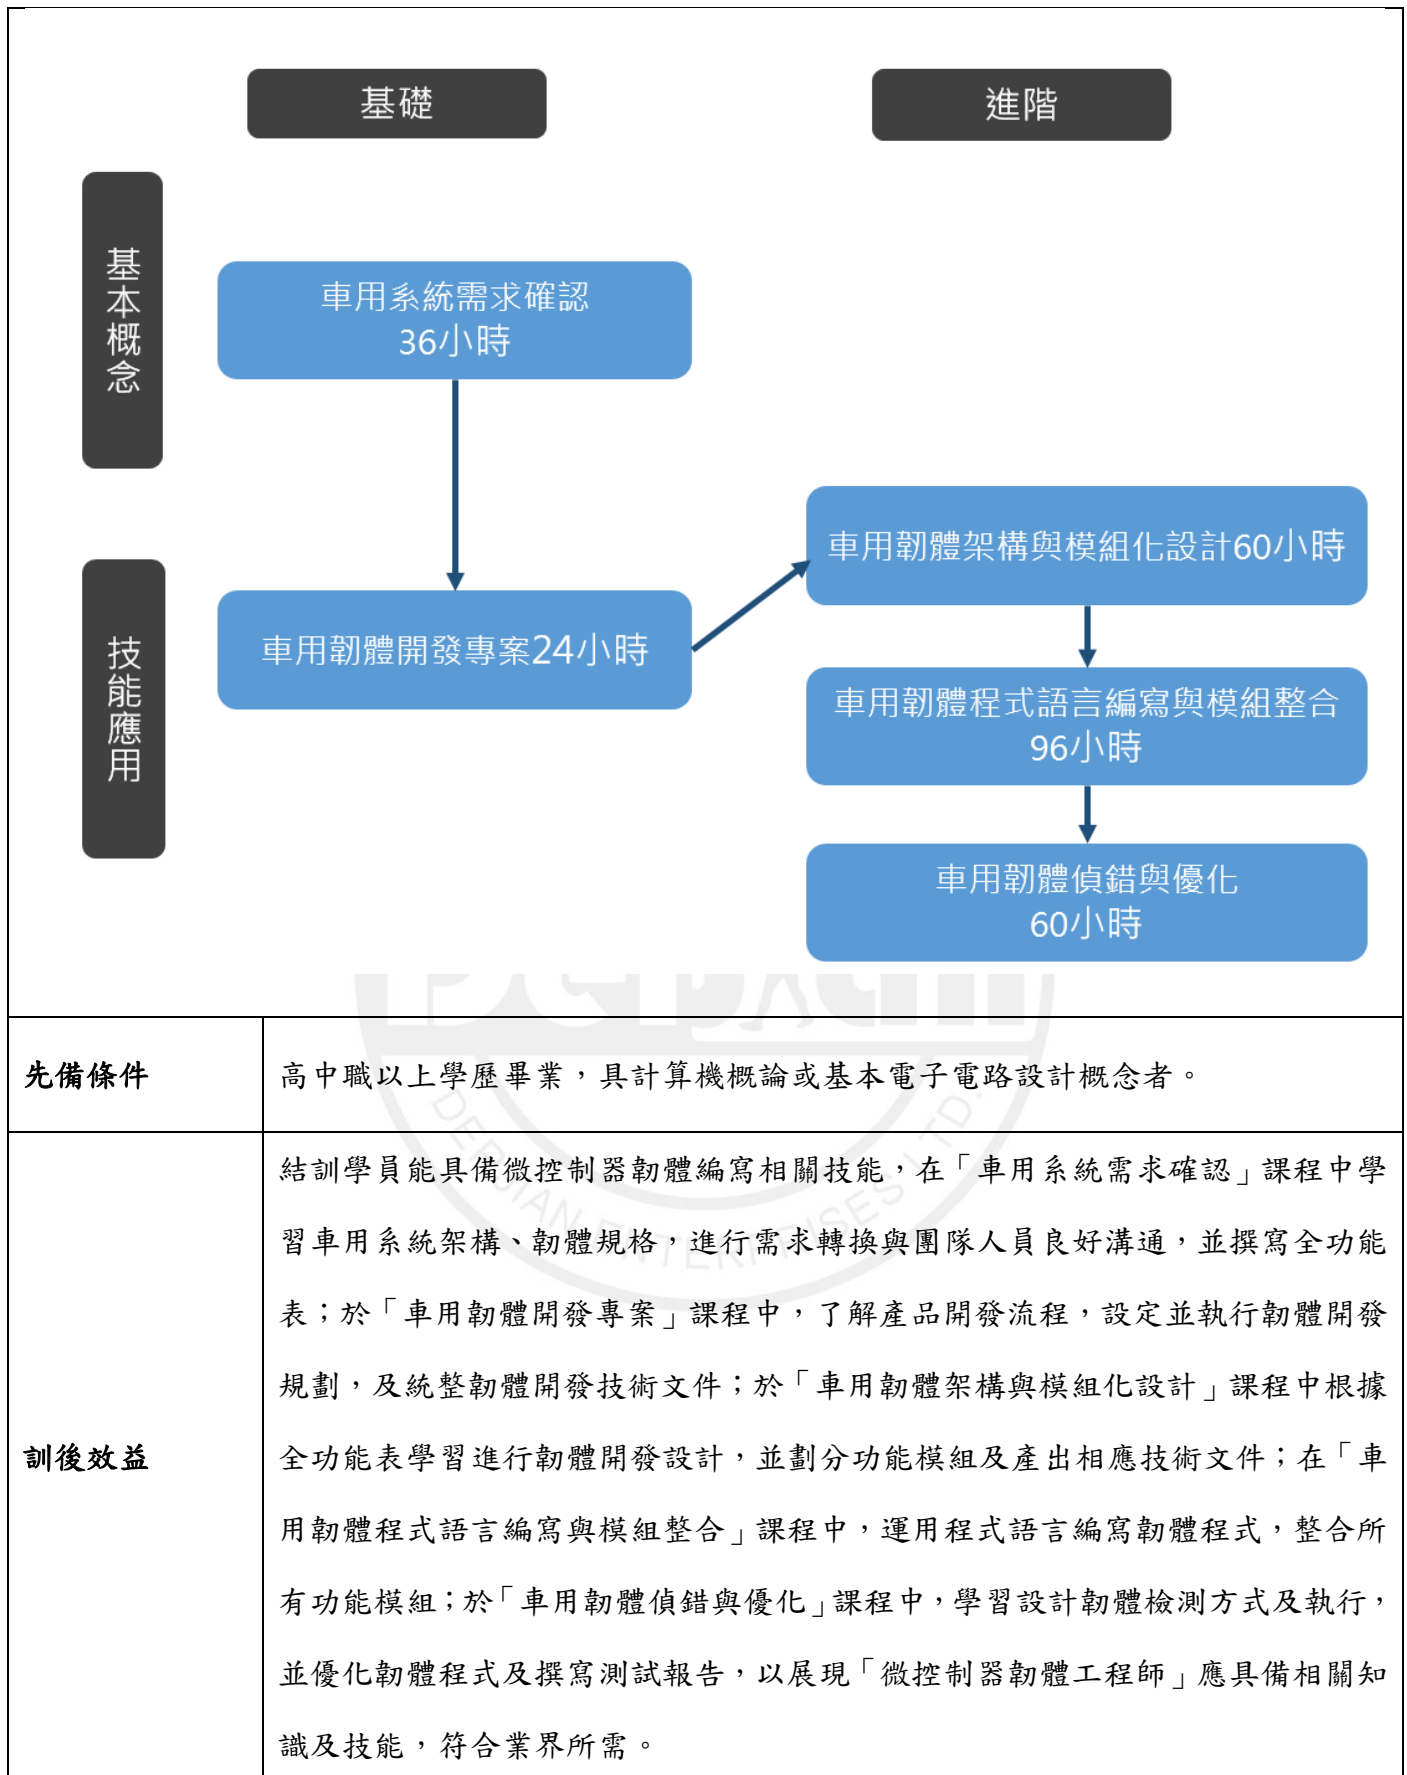 基礎
進階
基本概念
車用系統需求確認
36小時
車用韌體架構與模組化設計60小時
技能應用
車用韌體開發專案24小時
車用韌體程式語言編寫與模組整合
96小時
車用韌體偵錯與優化
60小時
先備條件
高中職以上學歷畢業，具計算機概論或基本電子電路設計概念者。
訓後效益
結訓學員能具備微控制器韌體編寫相關技能，在「車用系統需求確認」課程中學
習車用系統架構、韌體規格，進行需求轉換與團隊人員良好溝通，並撰寫全功能
表；於「車用韌體開發專案」課程中，了解產品開發流程，設定並執行韌體開發
規劃，及統整韌體開發技術文件；於「車用韌體架構與模組化設計」課程中根據
全功能表學習進行韌體開發設計，並劃分功能模組及產出相應技術文件；在「車
用韌體程式語言編寫與模組整合」課程中，運用程式語言編寫韌體程式，整合所
有功能模組；於「車用韌體偵錯與優化」課程中，學習設計韌體檢測方式及執行，
並優化韌體程式及撰寫測試報告，以展現「微控制器韌體工程師」應具備相關知
識及技能，符合業界所需。
DERJIAN ENTERPRISES LTD.